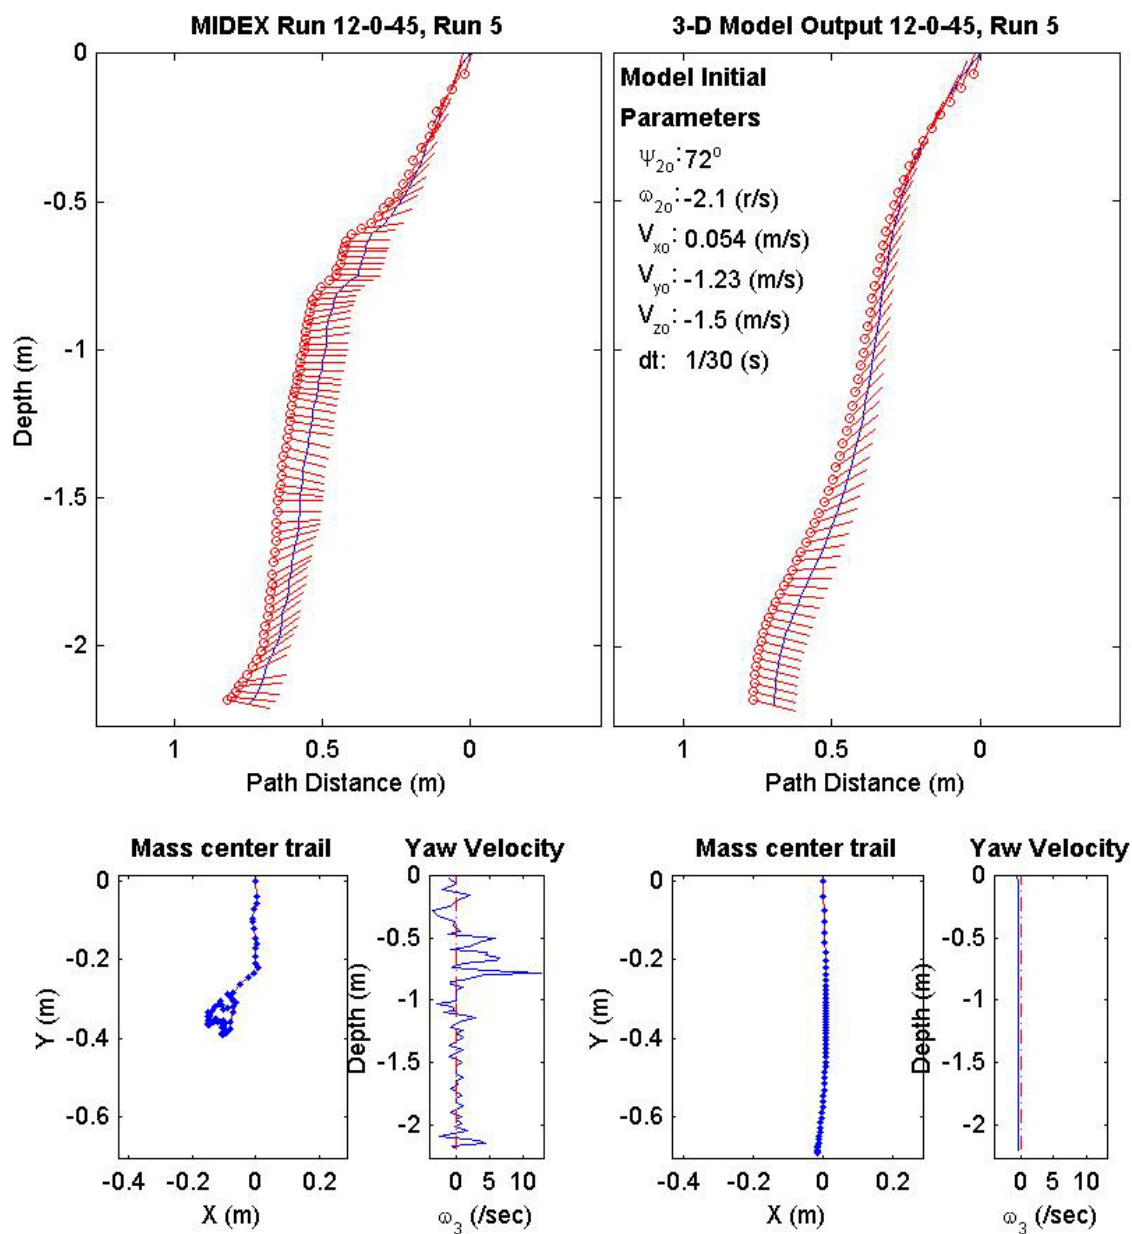 MIDEX Run 12-0-45, Run 5
0
-0.5
-1
-1.5
-2
Depth (m)
1 0.5 0
Path Distance (m)
3-D Model Output 12-0-45, Run 5
Model Initial
Parameters
Ψ2o: 72o
ω2o: -2.1 (r/s)
Vxo: 0.054 (m/s)
Vyo: -1.23 (m/s)
Vzo: -1.5 (m/s)
dt: 1/30 (s)
1 0.5 0
Path Distance (m)
Mass center trail
0
-0.2
-0.4
-0.6
Y (m)
-0.4 -0.2 0 0.2
X (m)
Yaw Velocity
0
-0.5
-1
-1.5
-2
Depth (m)
0 5 10
ω3 (/sec)
Mass center trail
0
-0.2
-0.4
-0.6
Y (m)
-0.4 -0.2 0 0.2
X (m)
Yaw Velocity
0
-0.5
-1
-1.5
-2
Depth (m)
0 5 10
ω3 (/sec)